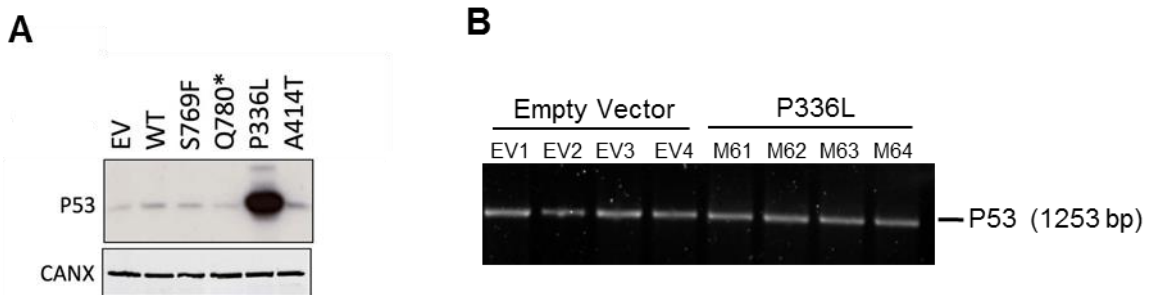 A
EV WT S769F Q780* P336L A414T
P53
CANX
B
Empty Vector P336L
EV1 EV2 EV3 EV4 M61 M62 M63 M64
P53 (1253 bp)